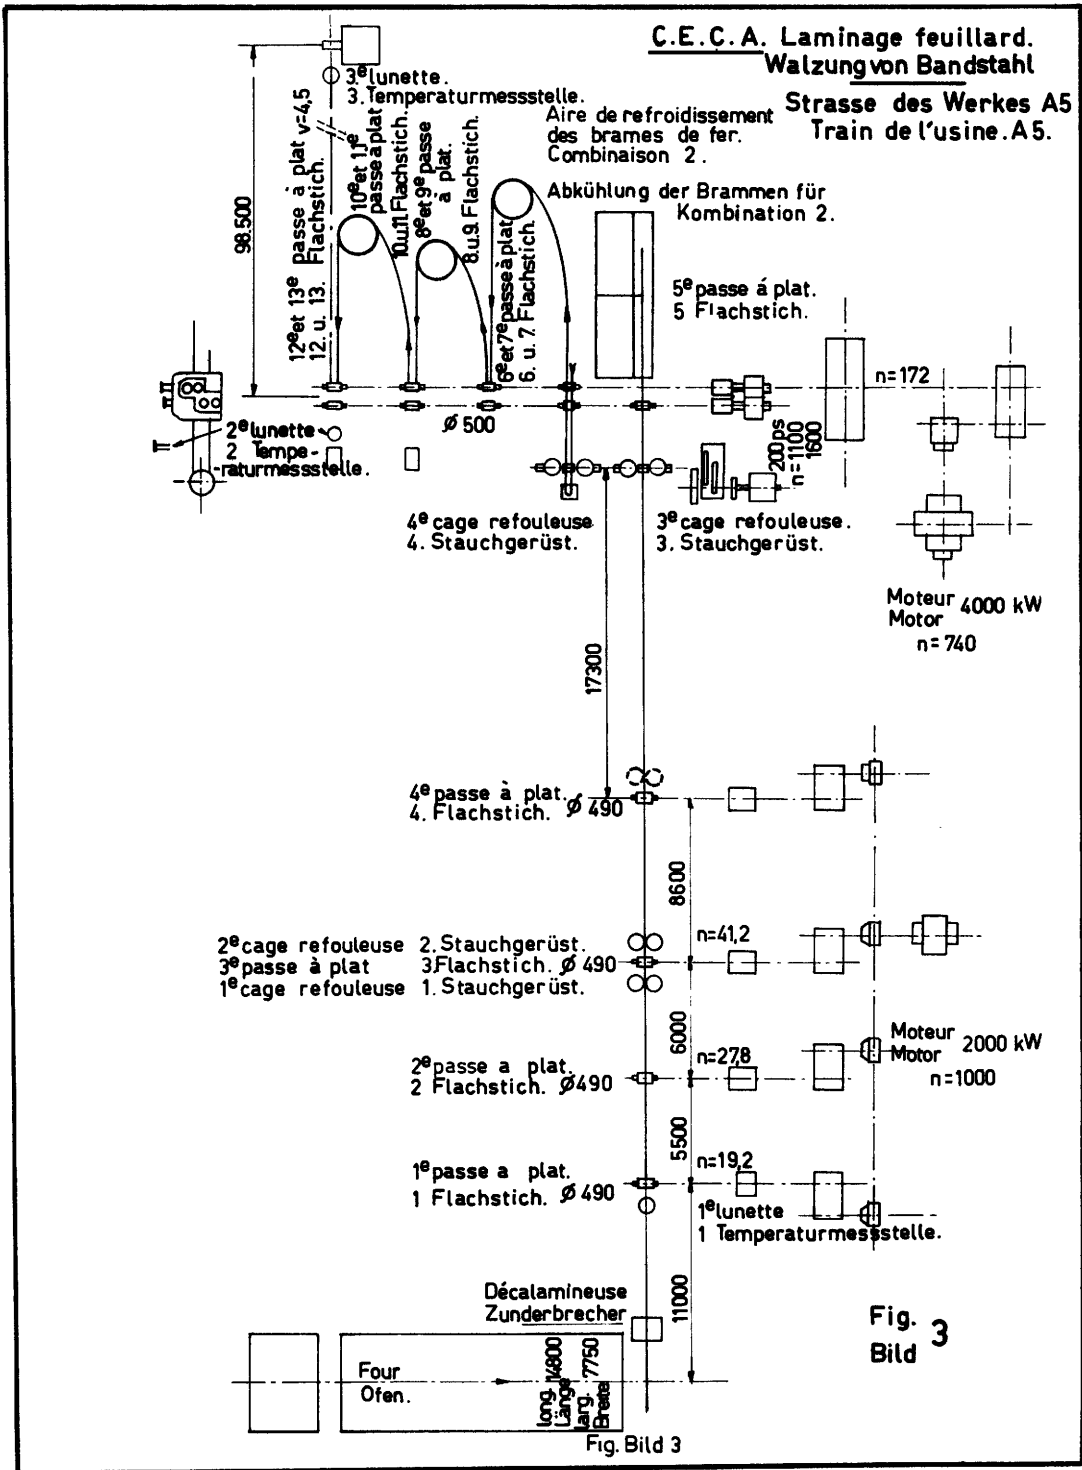 C.E.C.A. Laminage feuillard.
Walzung von Bandstahl
Strasse des Werkes A5
Train de l'usine. A5.
3e lunette.
3. Temperaturmessstelle.
Aire de refroidissement
des brames de fer.
Combinaison 2.
Abkühlung der Brammen für
Kombination 2.
98.500
12e et 13e passe à plat v=4,5
12. u. 13. Flachstich.
10e et 11e
passe à plat
10.u.11. Flachstich.
8e et 9e passe
à plat.
8.u.9. Flachstich.
6e et 7e passe à plat
6. u. 7. Flachstich.
5e passe á plat.
5 Flachstich.
n=172
Ø 500
2e lunette
2 Tempe-
-raturmessstelle.
200 ps
n=1100
1600
4e cage refouleuse
4. Stauchgerüst.
3e cage refouleuse.
3. Stauchgerüst.
Moteur
Motor 4000 kW
n=740
17300
4e passe à plat.
4. Flachstich. Ø 490
8600
2e cage refouleuse 2. Stauchgerüst.
3e passe à plat 3. Flachstich. Ø 490
1e cage refouleuse 1. Stauchgerüst.
n=41,2
6000
Moteur
Motor 2000 kW
n=1000
2e passe a plat.
2 Flachstich. Ø490
n=27,8
5500
1e passe a plat.
1 Flachstich. Ø 490
n=19,2
1e lunette
1 Temperaturmessstelle.
11000
Décalamineuse
Zunderbrecher
Four
Ofen.
long. 14800
Länge
larg. 7750
Breite
Fig.
Bild 3
Fig. Bild 3